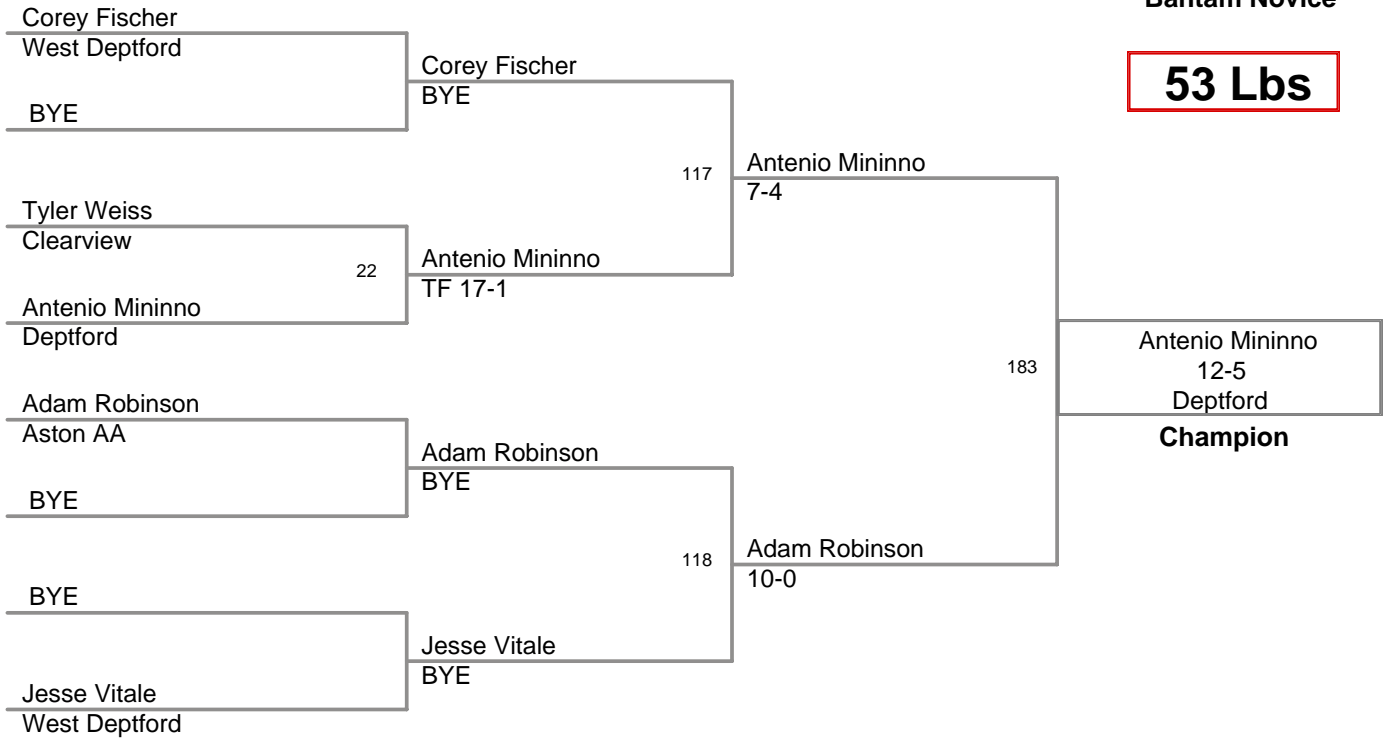 Bantam Novice
53 Lbs
Corey Fischer
West Deptford
BYE
Tyler Weiss
Clearview
22
Antenio Mininno
Deptford
Adam Robinson
Aston AA
BYE
BYE
Jesse Vitale
West Deptford
Corey Fischer
BYE
117
Antenio Mininno
TF 17-1
Adam Robinson
BYE
118
Jesse Vitale
BYE
Antenio Mininno
7-4
183
Adam Robinson
10-0
Antenio Mininno
12-5
Deptford
Champion